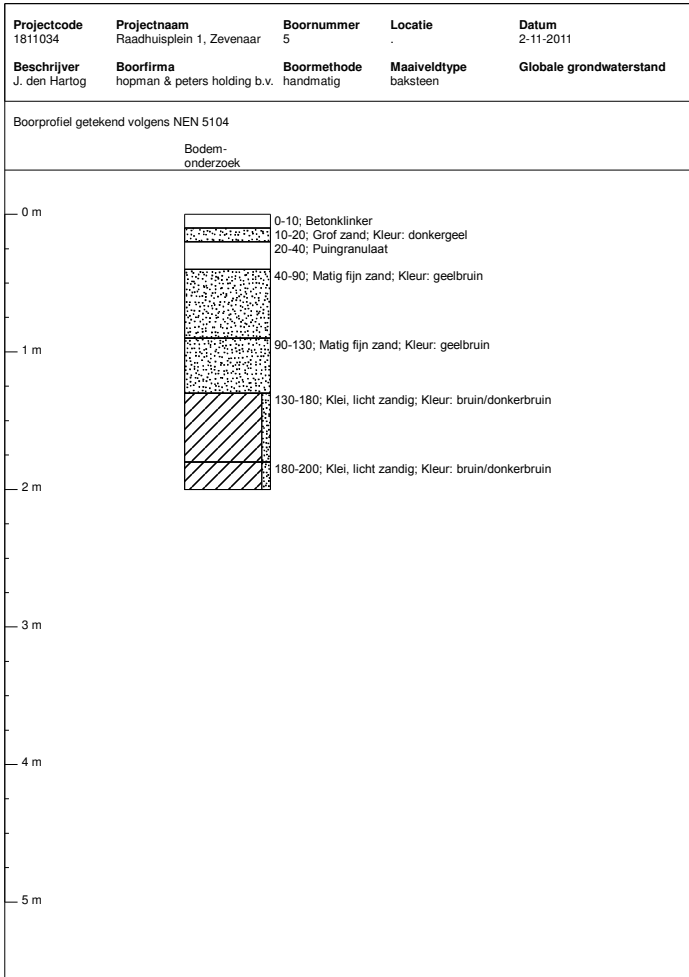 Projectcode Projectnaam Boornummer Locatie Datum
1811034 Raadhuisplein 1, Zevenaar 5 . 2-11-2011
Beschrijver Boorfirma Boormethode Maaiveldtype Globale grondwaterstand
J. den Hartog hopman & peters holding b.v. handmatig baksteen
Boorprofiel getekend volgens NEN 5104
Bodem-
onderzoek
0 m
0-10; Betonklinker
10-20; Grof zand; Kleur: donkergeel
20-40; Puingranulaat
40-90; Matig fijn zand; Kleur: geelbruin
90-130; Matig fijn zand; Kleur: geelbruin
1 m
130-180; Klei, licht zandig; Kleur: bruin/donkerbruin
180-200; Klei, licht zandig; Kleur: bruin/donkerbruin
2 m
3 m
4 m
5 m